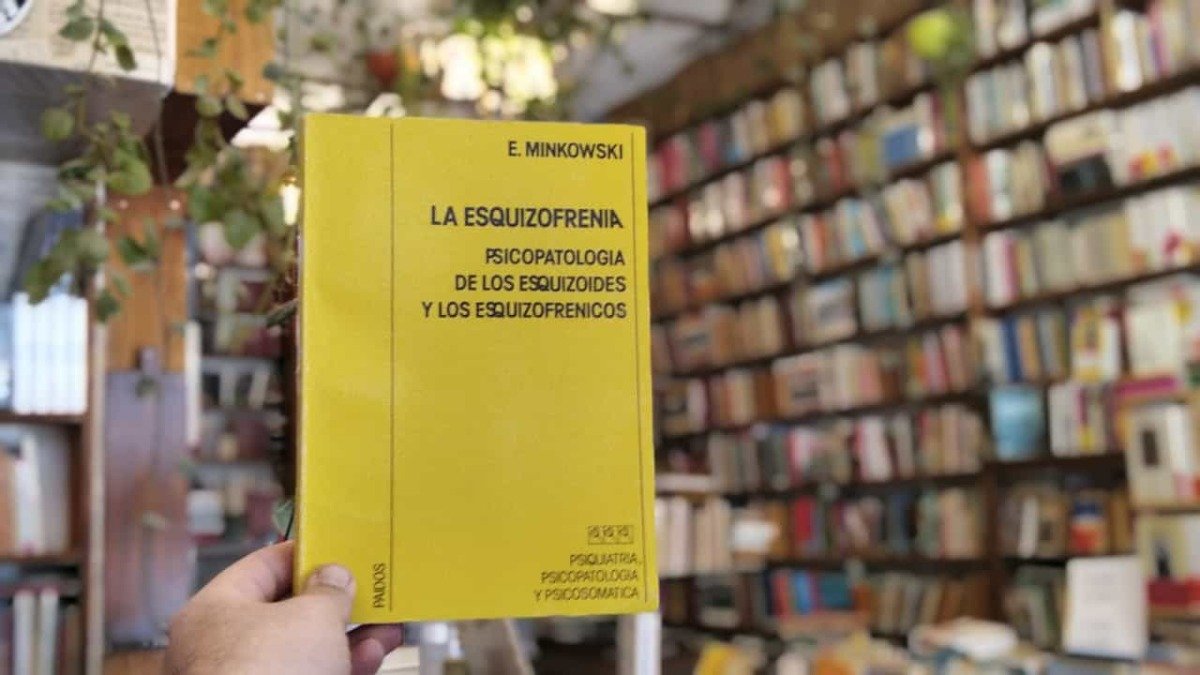 E. MINKOWSKI
LA ESQUIZOFRENIA
PSICOPATOLOGIA
DE LOS ESQUIZOIDES
Y LOS ESQUIZOFRENICOS
PSIQUIATRIA,
PSICOPATOLOGIA
Y PSICOSOMATICA
PAIDOS